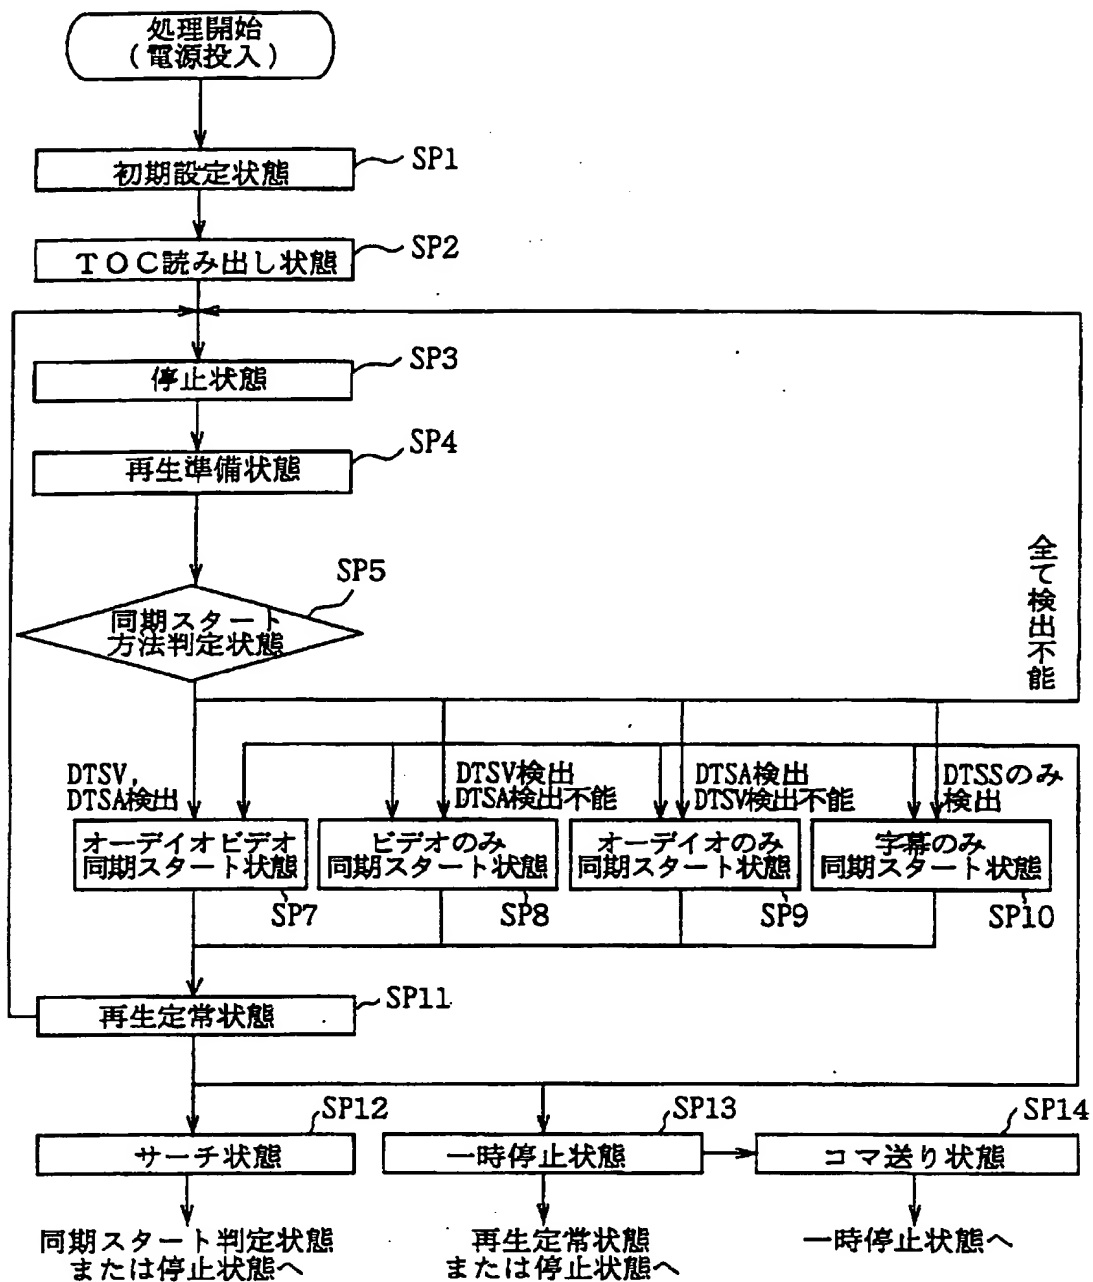 処理開始
(電源投入)
初期設定状態
SP1
TOC読み出し状態
SP2
停止状態
SP3
再生準備状態
SP4
同期スタート
方法判定状態
SP5
全て検出不能
DTSV,
DTSA検出
DTSV検出
DTSA検出不能
DTSA検出
DTSV検出不能
DTSSのみ
検出
オーデイオビデオ
同期スタート状態
SP7
ビデオのみ
同期スタート状態
SP8
オーデイオのみ
同期スタート状態
SP9
字幕のみ
同期スタート状態
SP10
再生定常状態
SP11
サーチ状態
SP12
一時停止状態
SP13
コマ送り状態
SP14
同期スタート判定状態
または停止状態へ
再生定常状態
または停止状態へ
一時停止状態へ